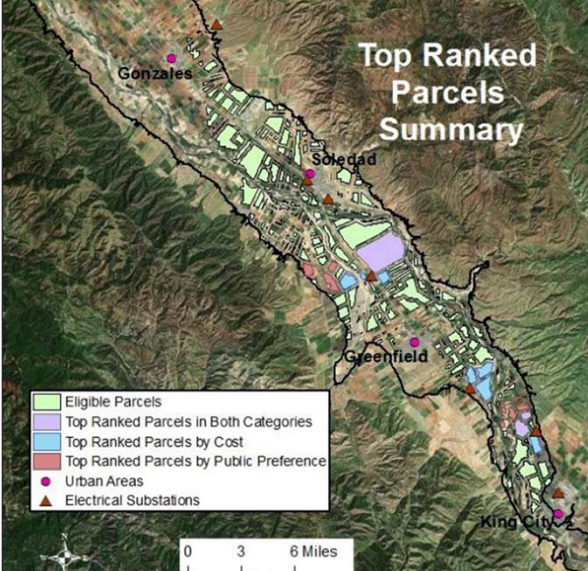 Top Ranked
Parcels
Summary
Gonzales
Soledad
Greenfield
King City
Eligible Parcels
Top Ranked Parcels in Both Categories
Top Ranked Parcels by Cost
Top Ranked Parcels by Public Preference
Urban Areas
Electrical Substations
0 3 6 Miles